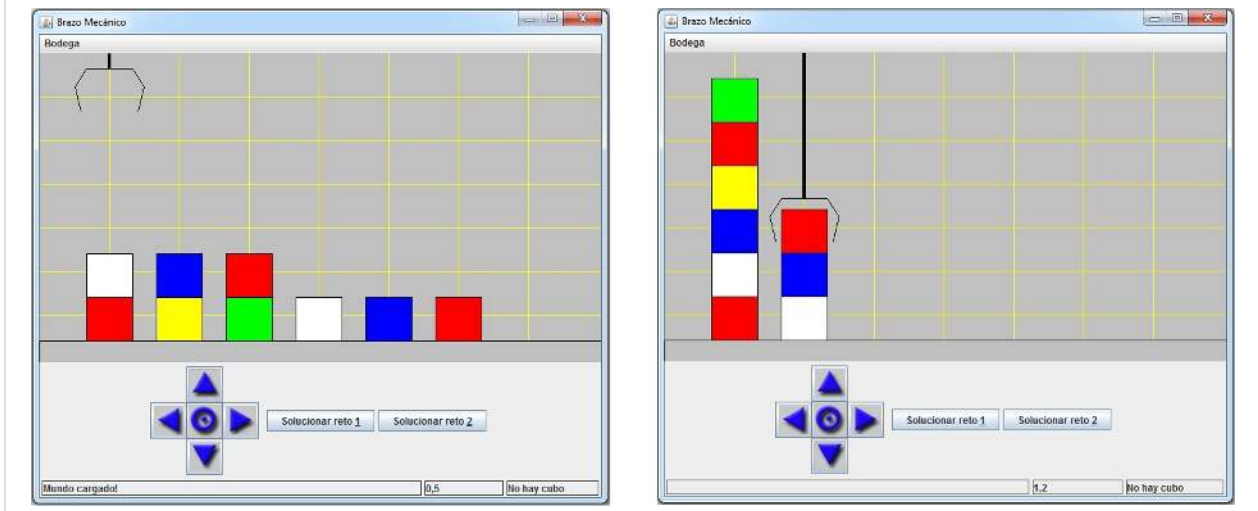 Brazo Mecánico
Bodega
Solucionar reto 1
Solucionar reto 2
Mundo cargado!
0,5
No hay cubo
Brazo Mecánico
Bodega
Solucionar reto 1
Solucionar reto 2
1,2
No hay cubo